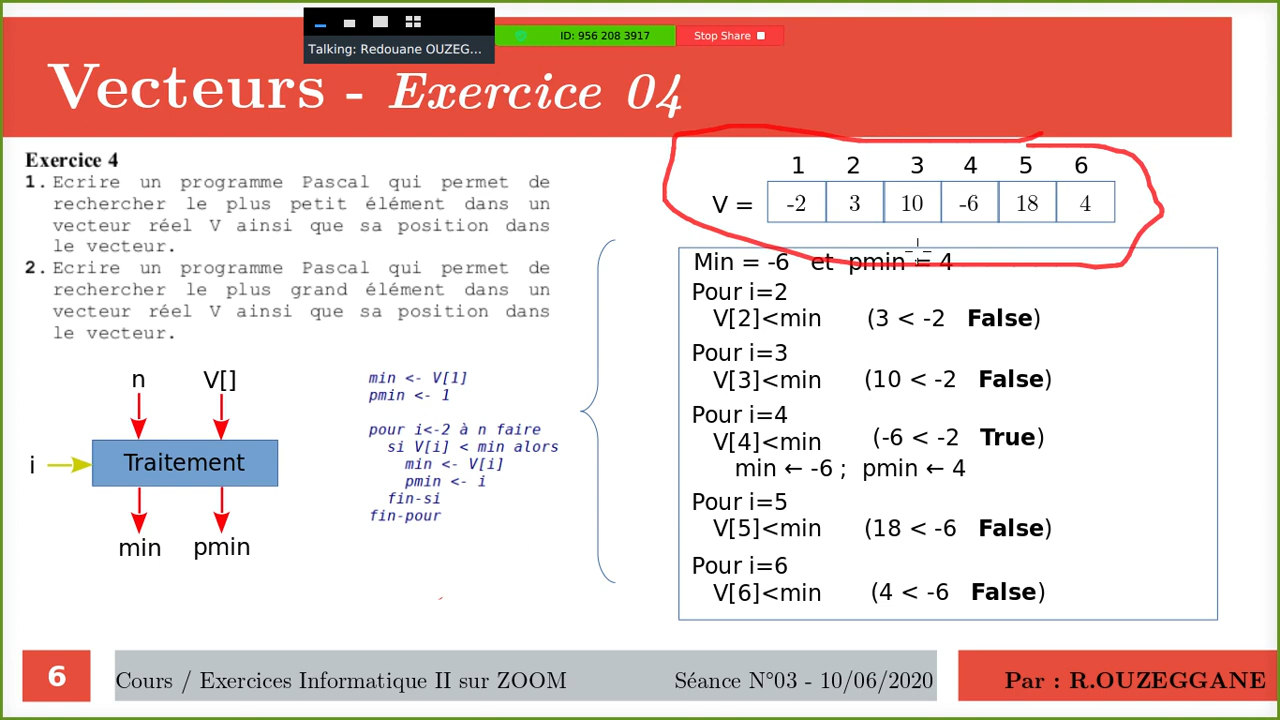 Talking: Redouane OUZEG...
ID: 956 208 3917
Stop Share
Vecteurs - Exercice 04
Exercice 4
1. Ecrire un programme Pascal qui permet de
rechercher le plus petit élément dans un
vecteur réel V ainsi que sa position dans
le vecteur.
2. Ecrire un programme Pascal qui permet de
rechercher le plus grand élément dans un
vecteur réel V ainsi que sa position dans
le vecteur.
n V[]
i Traitement
min pmin
min <- V[1]
pmin <- 1
pour i<-2 à n faire
si V[i] < min alors
min <- V[i]
pmin <- i
fin-si
fin-pour
1 2 3 4 5 6
V = -2 3 10 -6 18 4
Min = -6 et pmin = 4
Pour i=2
V[2]<min (3 < -2 False)
Pour i=3
V[3]<min (10 < -2 False)
Pour i=4
V[4]<min (-6 < -2 True)
min ← -6 ; pmin ← 4
Pour i=5
V[5]<min (18 < -6 False)
Pour i=6
V[6]<min (4 < -6 False)
6 Cours / Exercices Informatique II sur ZOOM Séance N°03 - 10/06/2020 Par : R.OUZEGGANE